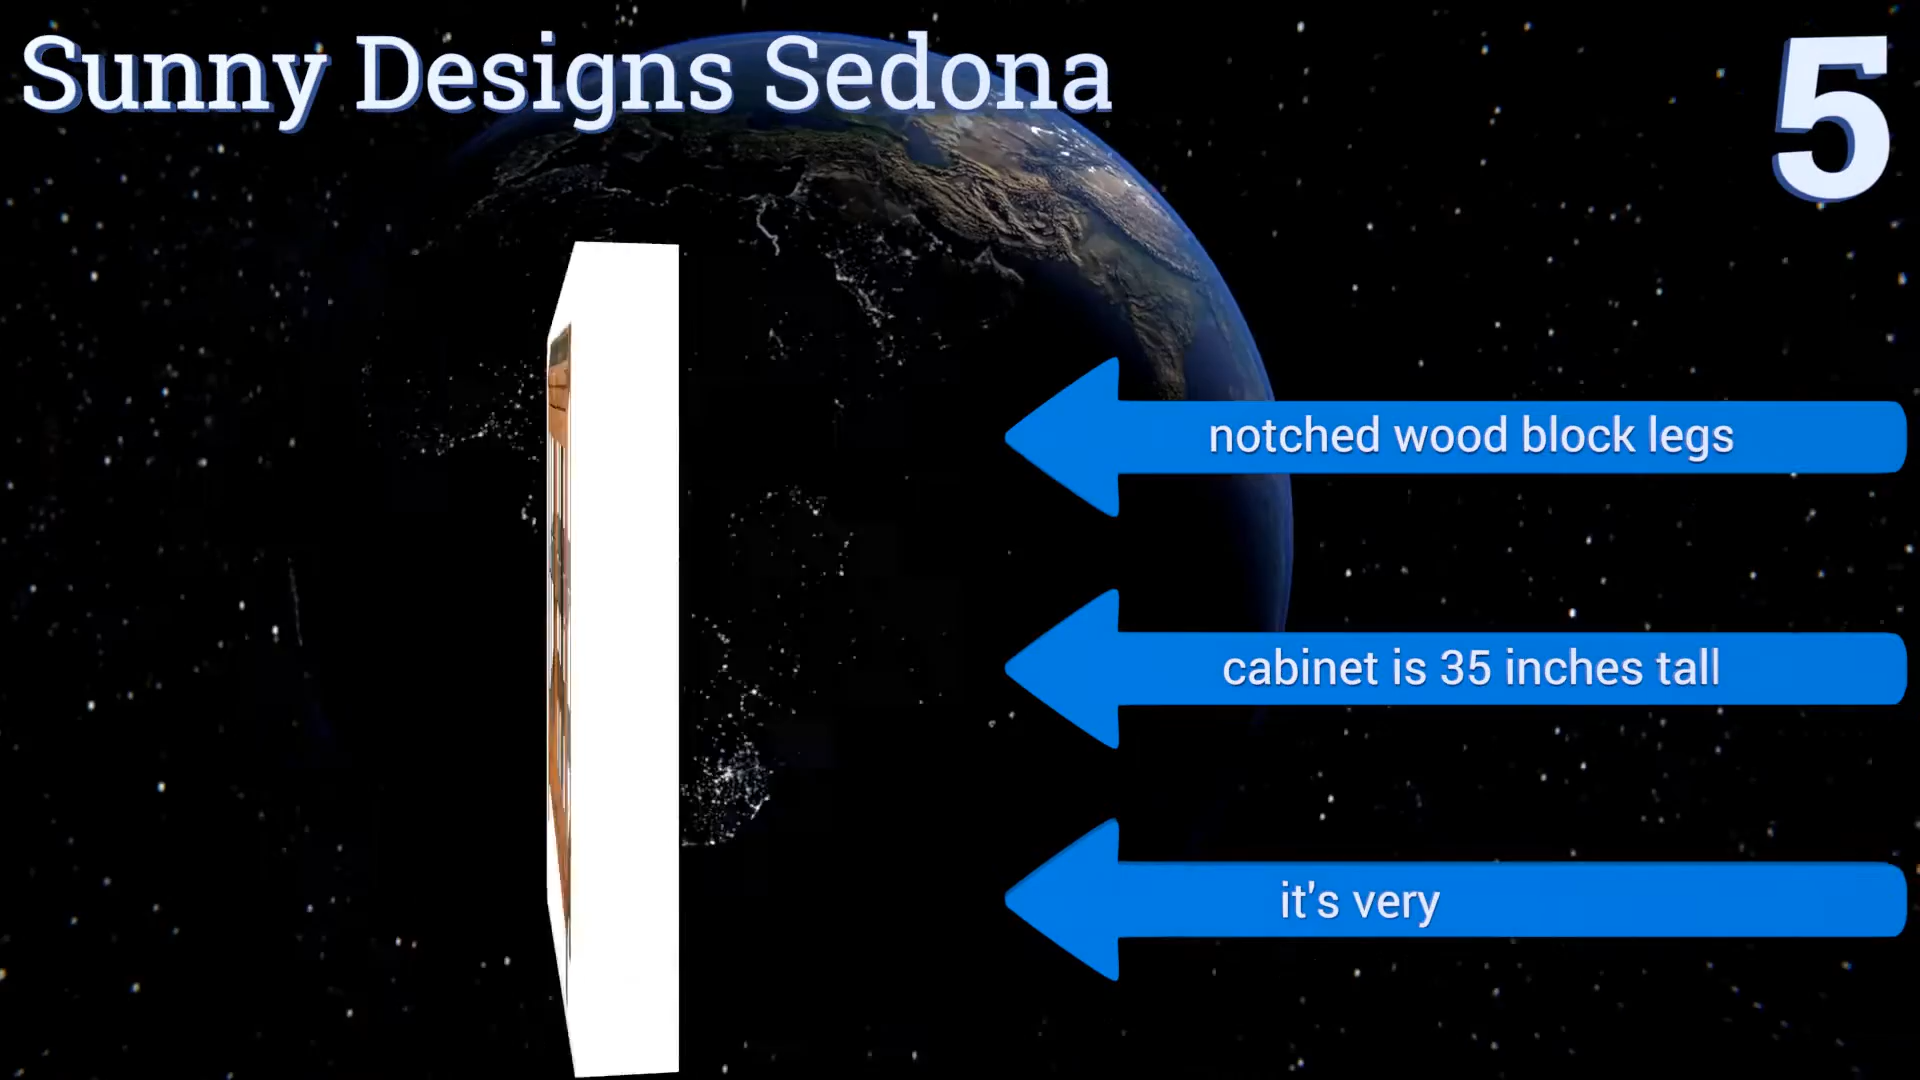 Sunny Designs Sedona
5
notched wood block legs
cabinet is 35 inches tall
it's very